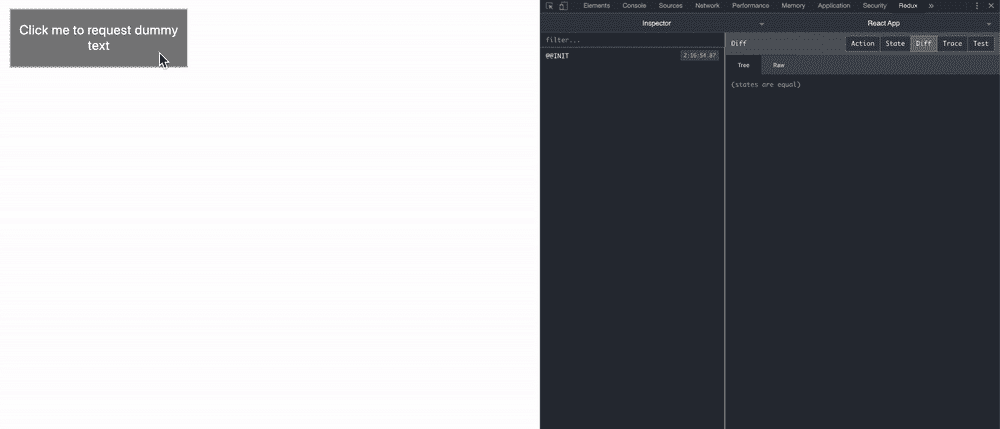 Click me to request dummy
text
Elements Console Sources Network Performance Memory Application Security Redux »
Inspector React App
filter...
@@INIT 2:16:54.87
Diff Action State Diff Trace Test
Tree Raw
(states are equal)